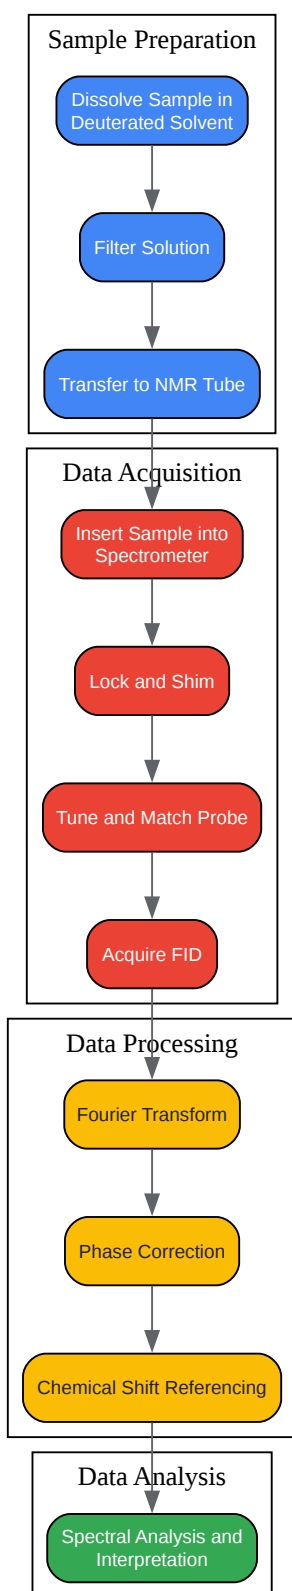 Sample Preparation
Dissolve Sample in
Deuterated Solvent
Filter Solution
Transfer to NMR Tube
Data Acquisition
Insert Sample into
Spectrometer
Lock and Shim
Tune and Match Probe
Acquire FID
Data Processing
Fourier Transform
Phase Correction
Chemical Shift Referencing
Data Analysis
Spectral Analysis and
Interpretation